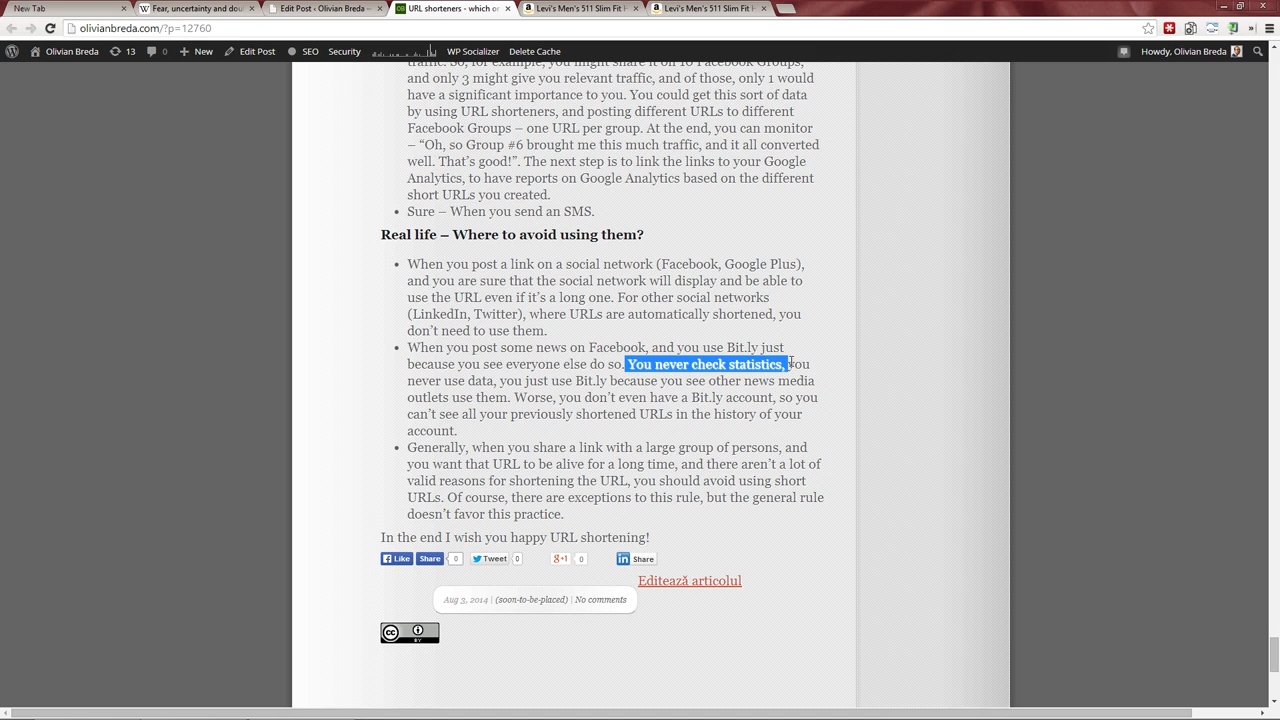 New Tab
Fear, uncertainty and dou
Edit Post ‹ Olivian Breda
URL shorteners - which or
Levi's Men's 511 Slim Fit H
Levi's Men's 511 Slim Fit H
olivianbreda.com/?p=12760
Olivian Breda 13 0 New Edit Post SEO Security WP Socializer Delete Cache Howdy, Olivian Breda
traffic. So, for example, you might share it on 10 Facebook Groups,
and only 3 might give you relevant traffic, and of those, only 1 would
have a significant importance to you. You could get this sort of data
by using URL shorteners, and posting different URLs to different
Facebook Groups – one URL per group. At the end, you can monitor
– “Oh, so Group #6 brought me this much traffic, and it all converted
well. That’s good!”. The next step is to link the links to your Google
Analytics, to have reports on Google Analytics based on the different
short URLs you created.
• Sure – When you send an SMS.
Real life – Where to avoid using them?
• When you post a link on a social network (Facebook, Google Plus),
and you are sure that the social network will display and be able to
use the URL even if it’s a long one. For other social networks
(LinkedIn, Twitter), where URLs are automatically shortened, you
don’t need to use them.
• When you post some news on Facebook, and you use Bit.ly just
because you see everyone else do so. You never check statistics, you
never use data, you just use Bit.ly because you see other news media
outlets use them. Worse, you don’t even have a Bit.ly account, so you
can’t see all your previously shortened URLs in the history of your
account.
• Generally, when you share a link with a large group of persons, and
you want that URL to be alive for a long time, and there aren’t a lot of
valid reasons for shortening the URL, you should avoid using short
URLs. Of course, there are exceptions to this rule, but the general rule
doesn’t favor this practice.
In the end I wish you happy URL shortening!
Like Share 0 Tweet 0 g+1 0 in Share
Editează articolul
Aug 3, 2014 | (soon-to-be-placed) | No comments
cc BY